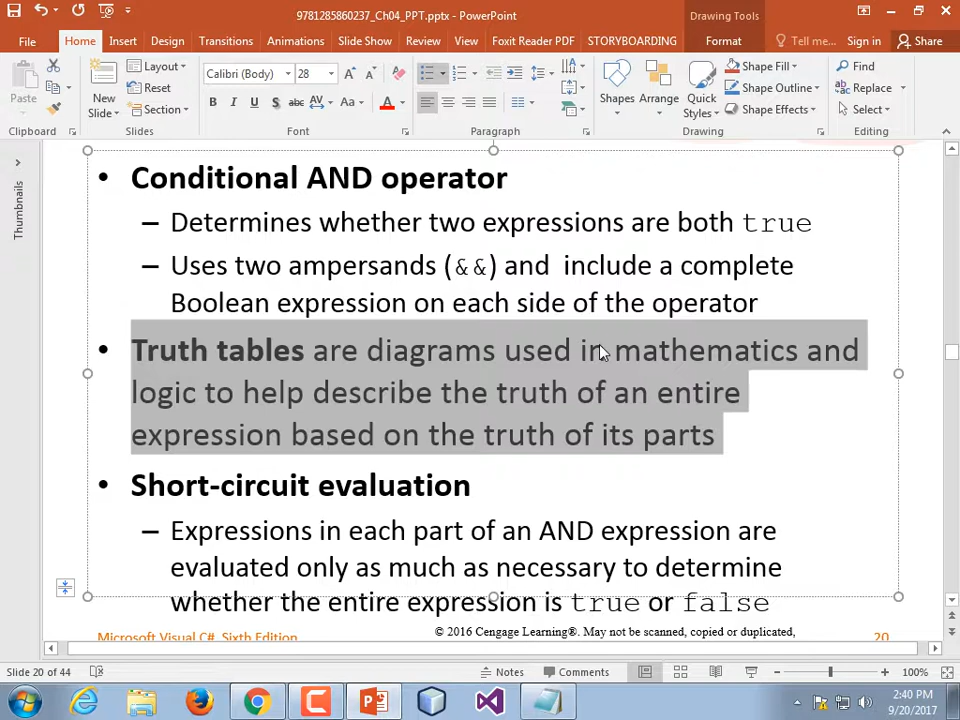 9781285860237_Ch04_PPT.pptx - PowerPoint
Drawing Tools
File Home Insert Design Transitions Animations Slide Show Review View Foxit Reader PDF STORYBOARDING Format Tell me... Sign in Share
Paste
New
Slide
Layout
Reset
Section
Calibri (Body) 28
B I U S abc AV Aa A
Shapes Arrange Quick
Styles
Shape Fill
Shape Outline
Shape Effects
Find
Replace
Select
Clipboard Slides Font Paragraph Drawing Editing
Thumbnails
• Conditional AND operator
– Determines whether two expressions are both true
– Uses two ampersands (&&) and include a complete
Boolean expression on each side of the operator
• Truth tables are diagrams used in mathematics and
logic to help describe the truth of an entire
expression based on the truth of its parts
• Short-circuit evaluation
– Expressions in each part of an AND expression are
evaluated only as much as necessary to determine
whether the entire expression is true or false
Microsoft Visual C#, Sixth Edition
© 2016 Cengage Learning®. May not be scanned, copied or duplicated,
20
Slide 20 of 44 Notes Comments 100%
2:40 PM
9/20/2017